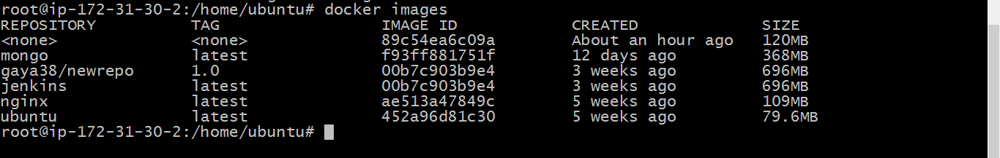 root@ip-172-31-30-2:/home/ubuntu# docker images
REPOSITORY TAG IMAGE ID CREATED SIZE
<none> <none> 89c54ea6c09a About an hour ago 120MB
mongo latest f93ff881751f 12 days ago 368MB
gaya38/newrepo 1.0 00b7c903b9e4 3 weeks ago 696MB
jenkins latest 00b7c903b9e4 3 weeks ago 696MB
nginx latest ae513a47849c 5 weeks ago 109MB
ubuntu latest 452a96d81c30 5 weeks ago 79.6MB
root@ip-172-31-30-2:/home/ubuntu#